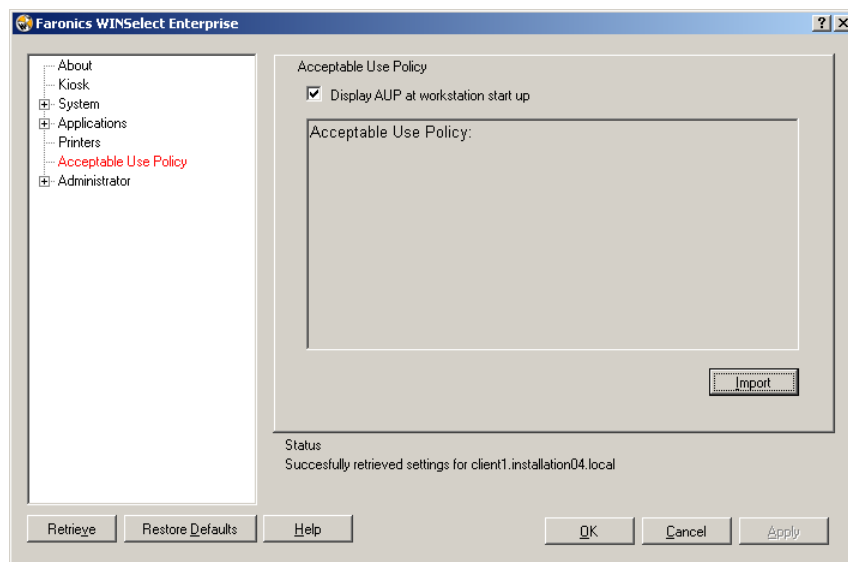 Faronics WINSelect Enterprise
About
Kiosk
System
Applications
Printers
Acceptable Use Policy
Administrator
Acceptable Use Policy
Display AUP at workstation start up
Acceptable Use Policy:
Import
Status
Succesfully retrieved settings for client1.installation04.local
Retrieve
Restore Defaults
Help
OK
Cancel
Apply